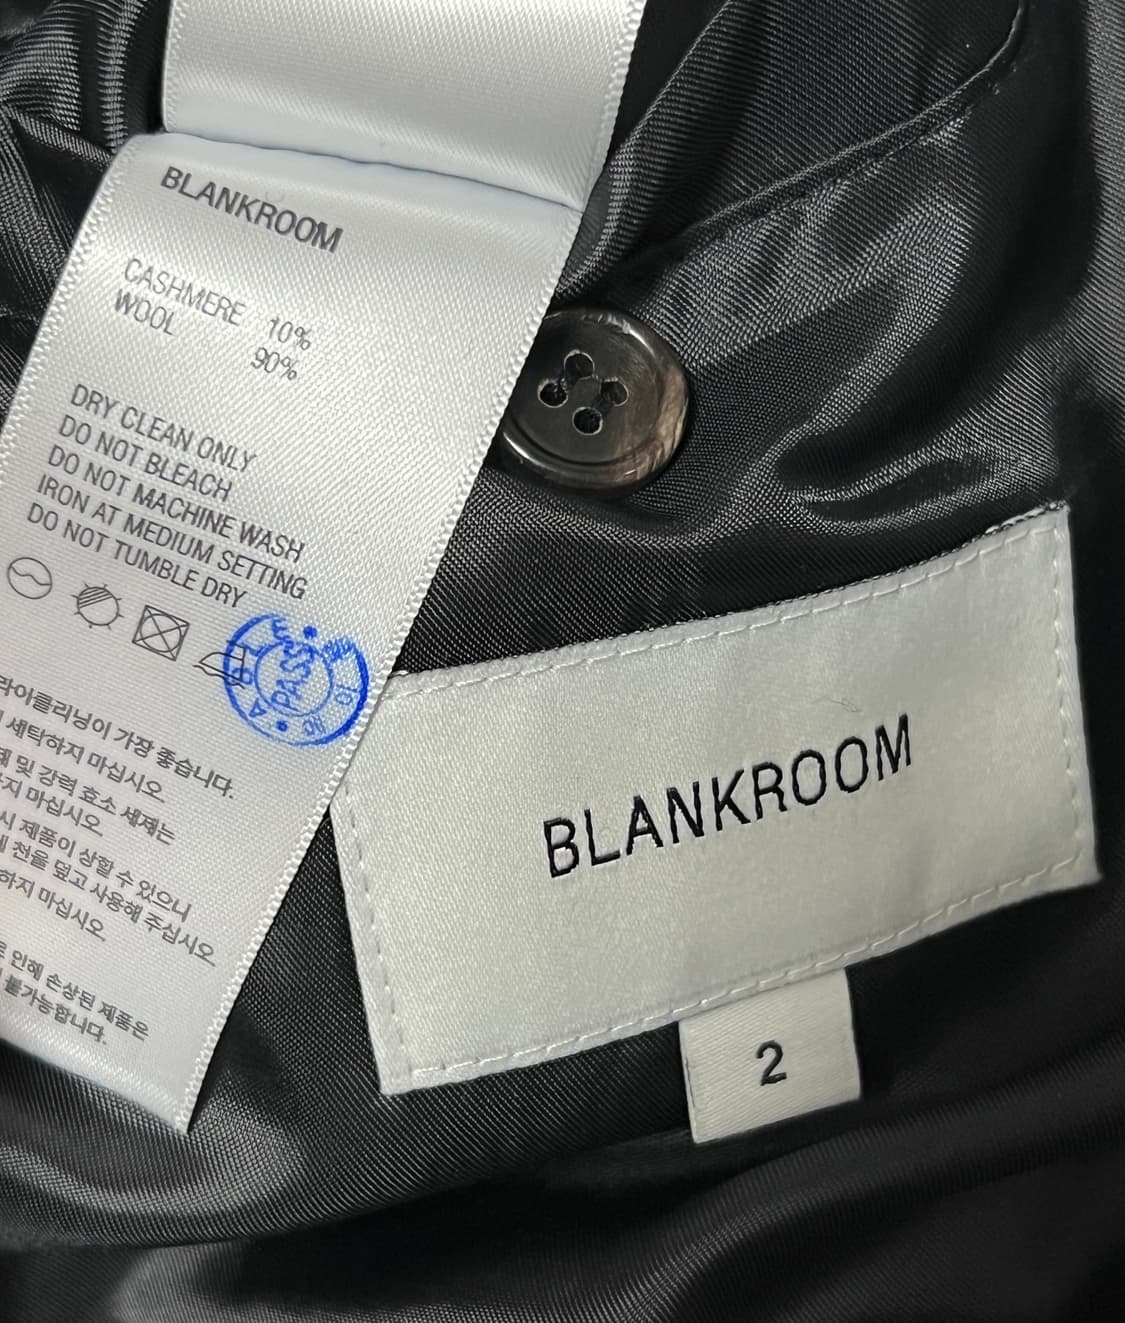 BLANKROOM
CASHMERE 10%
WOOL 90%
DRY CLEAN ONLY
DO NOT BLEACH
DO NOT MACHINE WASH
IRON AT MEDIUM SETTING
DO NOT TUMBLE DRY
PASS
라이클리닝이 가장 좋습니다.
세탁하지 마십시오.
및 강력 효소 세제는
지 마십시오.
시 제품이 상할 수 있으니
천을 덮고 사용해 주십시오
하지 마십시오.
인해 손상된 제품은
불가능합니다.
BLANKROOM
2